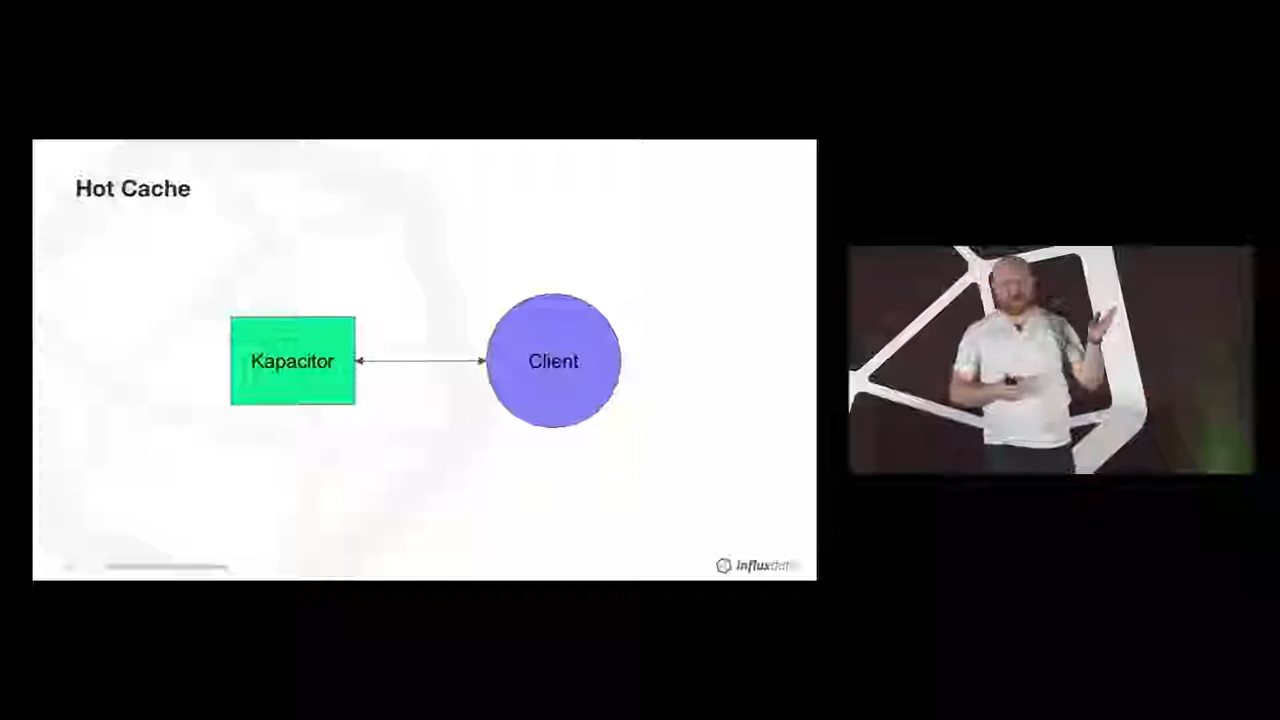 Hot Cache
Kapacitor
Client
influxdata